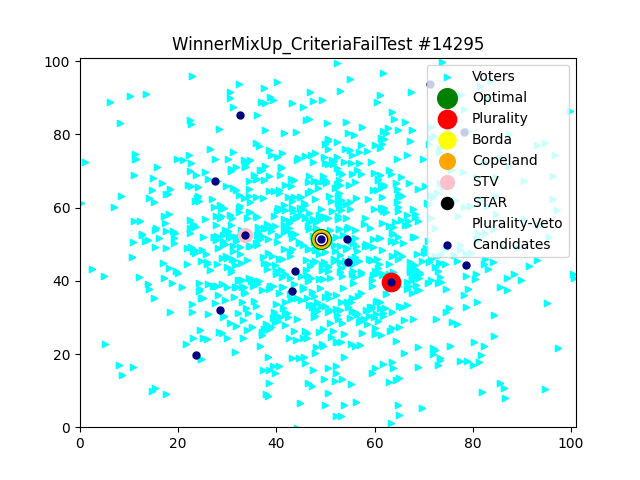 WinnerMixUp_CriteriaFailTest #14295
100
80
60
40
20
0
0
20
40
60
80
100
Voters
Optimal
Plurality
Borda
Copeland
STV
STAR
Plurality-Veto
Candidates